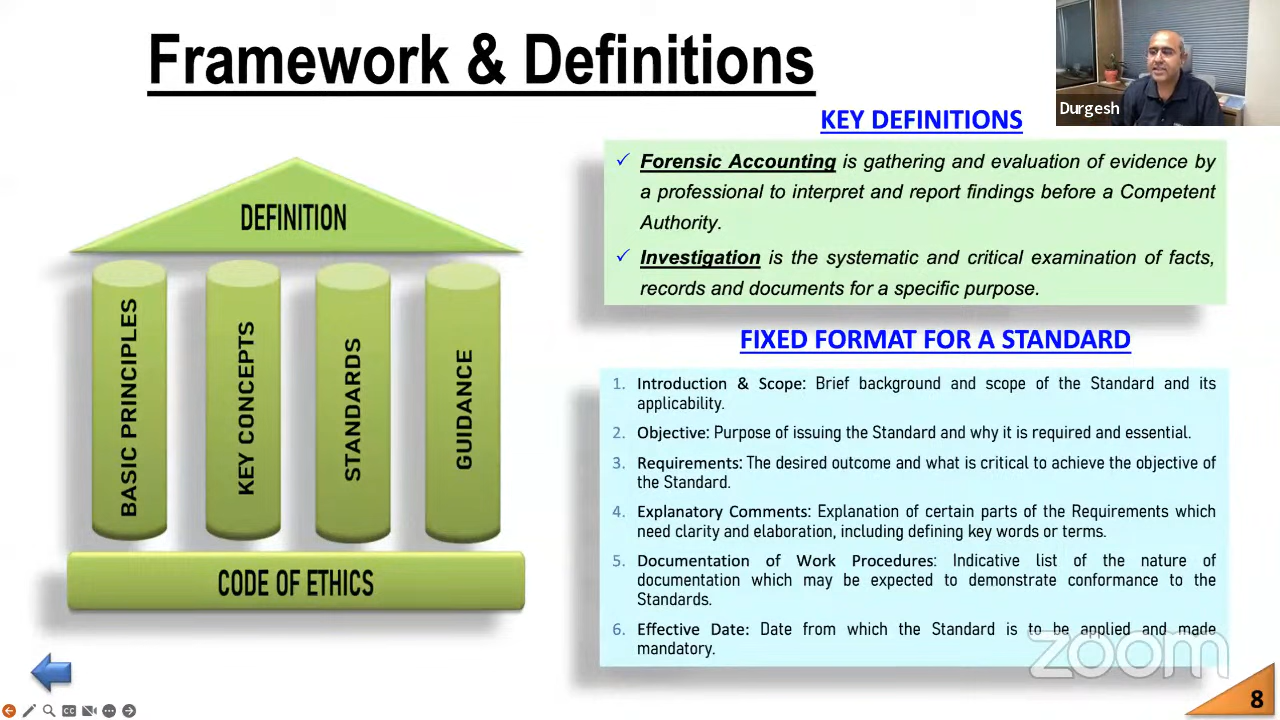 Framework & Definitions
Durgesh
KEY DEFINITIONS
✓ Forensic Accounting is gathering and evaluation of evidence by
a professional to interpret and report findings before a Competent
Authority.
✓ Investigation is the systematic and critical examination of facts,
records and documents for a specific purpose.
DEFINITION
BASIC PRINCIPLES
KEY CONCEPTS
STANDARDS
GUIDANCE
CODE OF ETHICS
FIXED FORMAT FOR A STANDARD
1. Introduction & Scope: Brief background and scope of the Standard and its
applicability.
2. Objective: Purpose of issuing the Standard and why it is required and essential.
3. Requirements: The desired outcome and what is critical to achieve the objective of
the Standard.
4. Explanatory Comments: Explanation of certain parts of the Requirements which
need clarity and elaboration, including defining key words or terms.
5. Documentation of Work Procedures: Indicative list of the nature of
documentation which may be expected to demonstrate conformance to the
Standards.
6. Effective Date: Date from which the Standard is to be applied and made
mandatory.
zoom
8